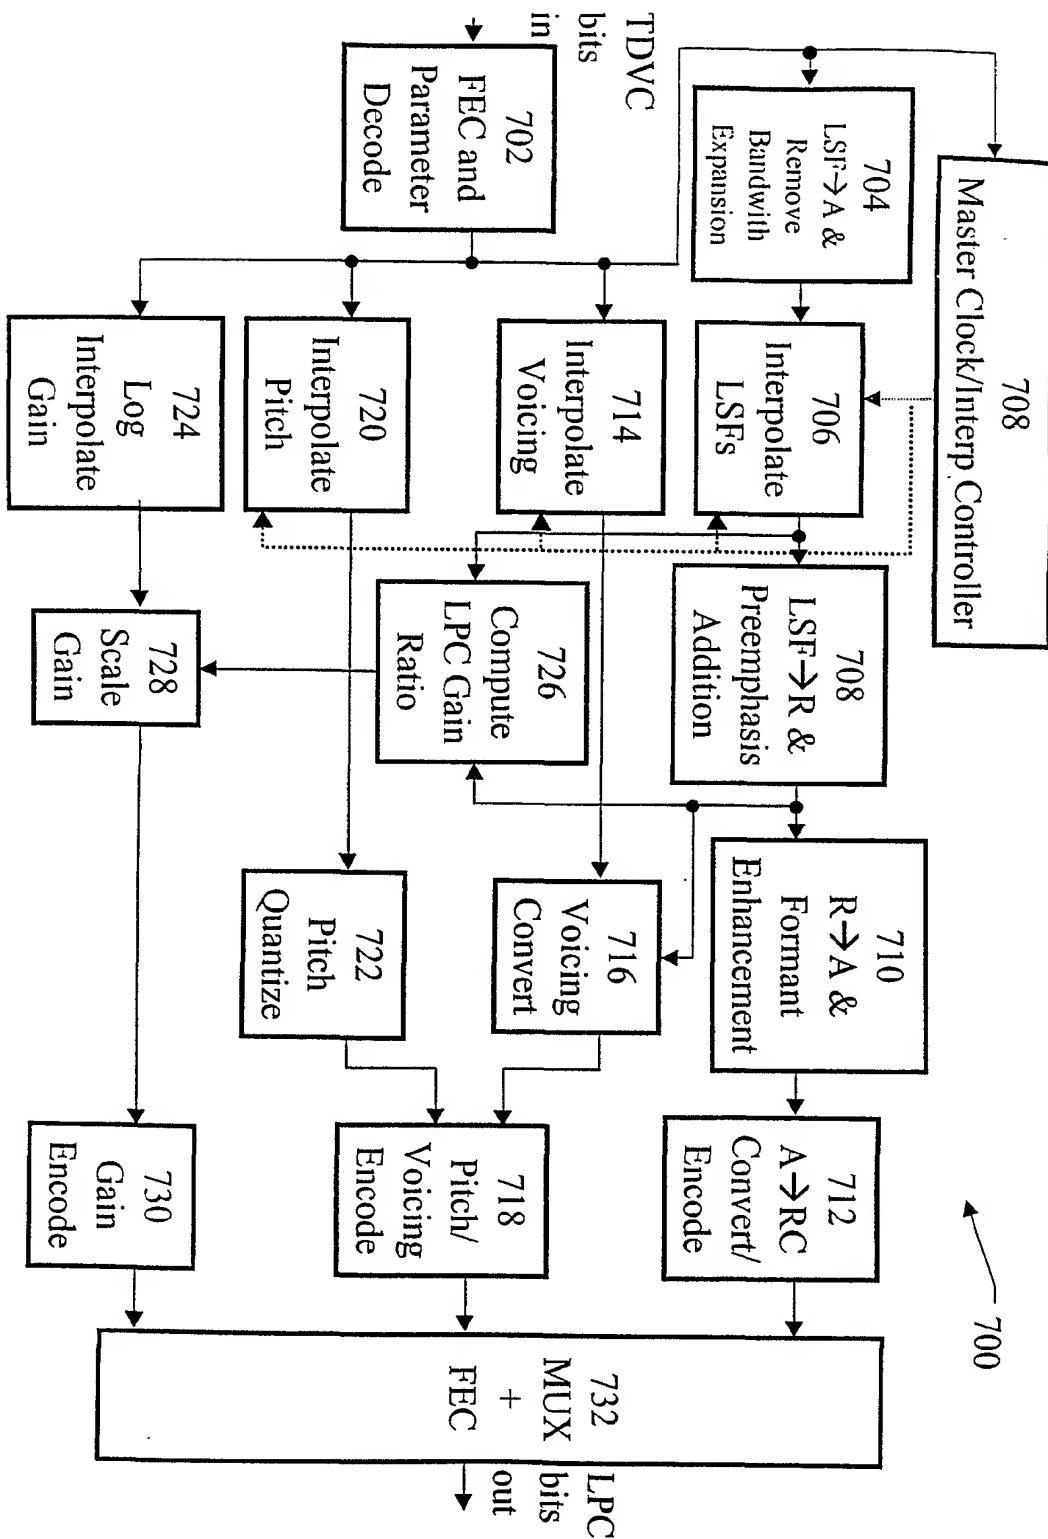 708
Master Clock/Interp Controller
704
LSF→A &
Remove
Bandwith
Expansion
706
Interpolate
LSFs
708
LSF→R &
Preemphasis
Addition
710
R→A &
Formant
Enhancement
712
A→RC
Convert/
Encode
700
TDVC
bits
in
702
FEC and
Parameter
Decode
714
Interpolate
Voicing
716
Voicing
Convert
718
Pitch/
Voicing
Encode
720
Interpolate
Pitch
722
Pitch
Quantize
724
Log
Interpolate
Gain
726
Compute
LPC Gain
Ratio
728
Scale
Gain
730
Gain
Encode
732
MUX
+
FEC
LPC
bits
out